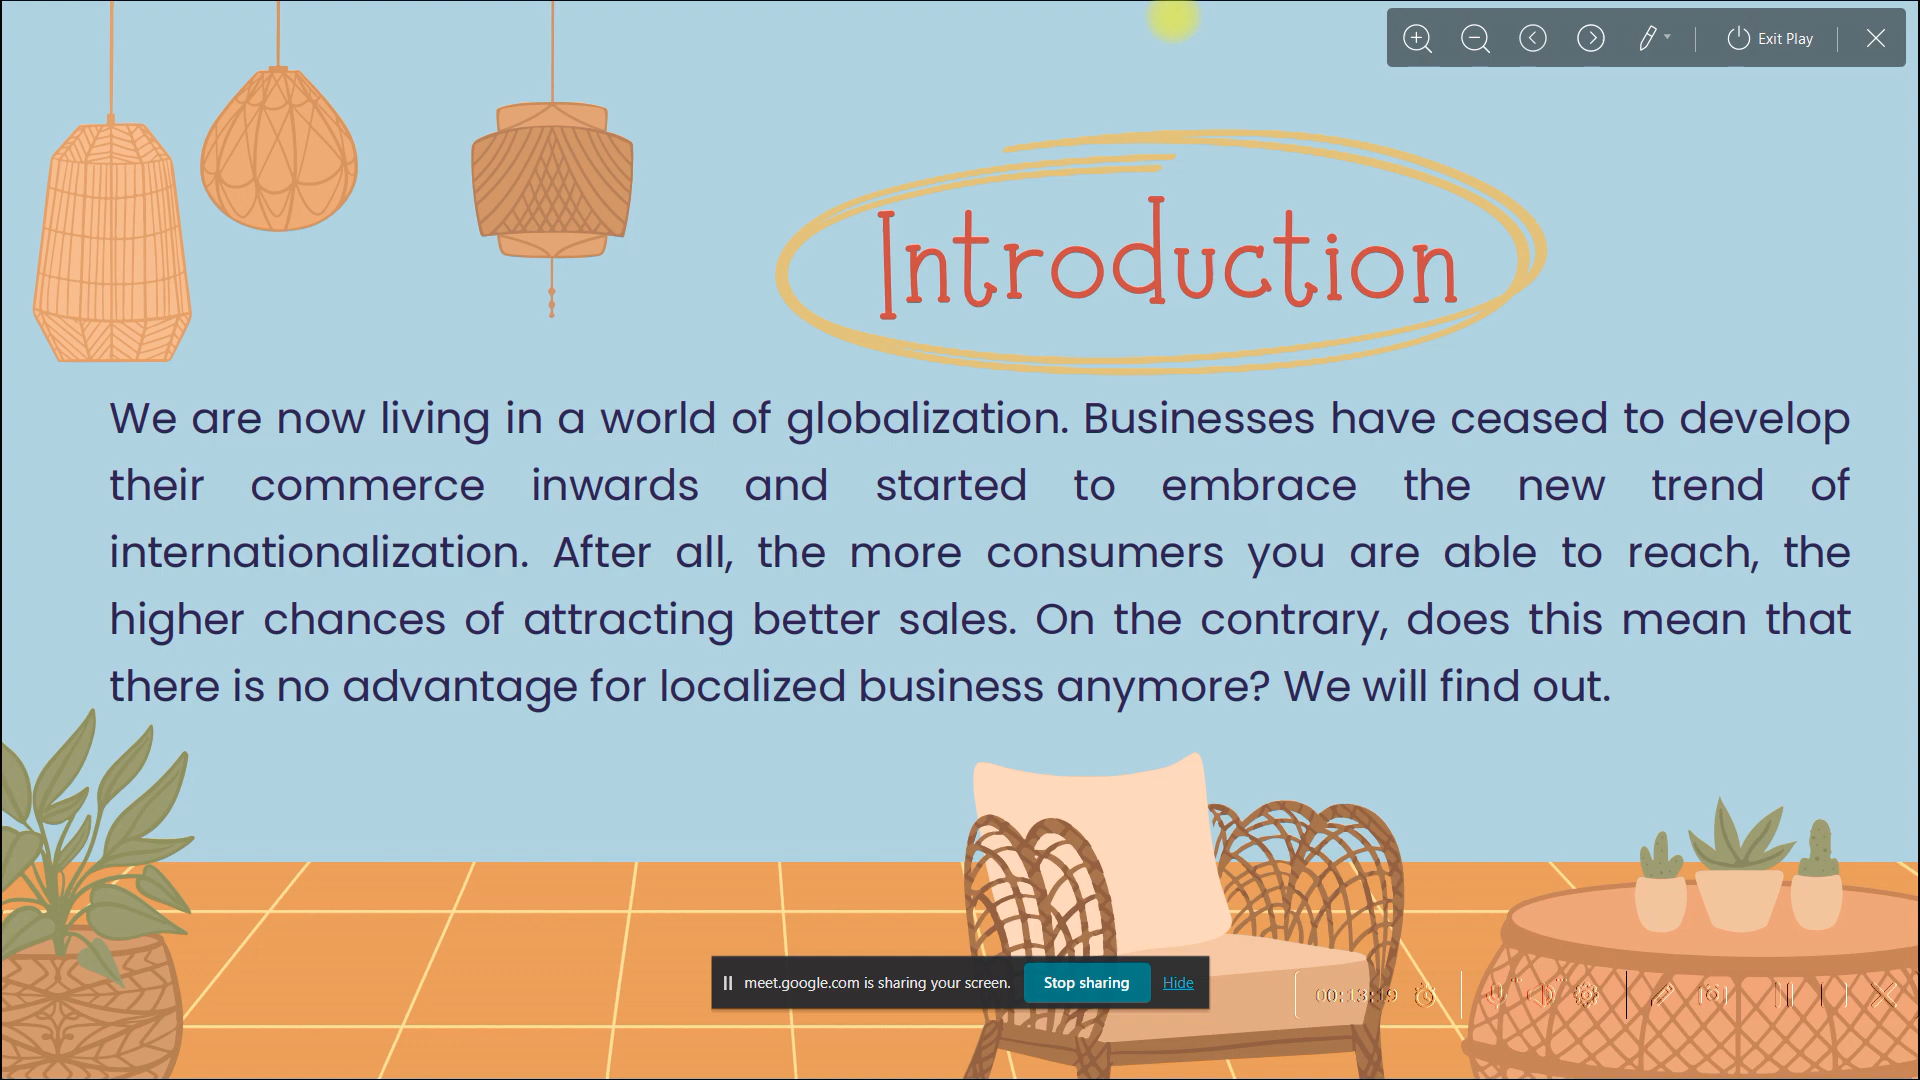 Exit Play
Introduction
We are now living in a world of globalization. Businesses have ceased to develop
their commerce inwards and started to embrace the new trend of
internationalization. After all, the more consumers you are able to reach, the
higher chances of attracting better sales. On the contrary, does this mean that
there is no advantage for localized business anymore? We will find out.
meet.google.com is sharing your screen. Stop sharing Hide
00:13:19